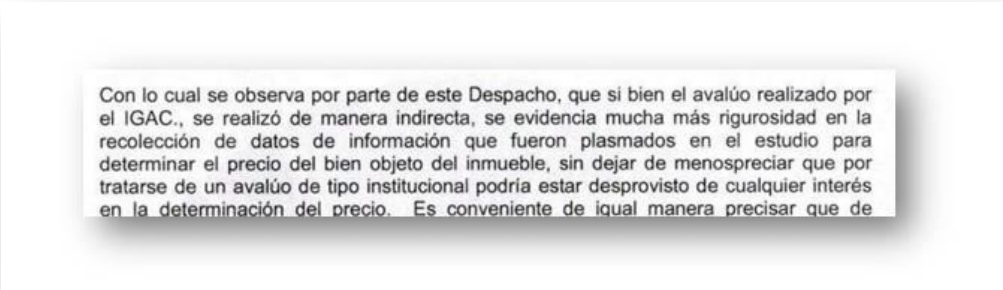 Con lo cual se observa por parte de este Despacho, que si bien el avalúo realizado por
el IGAC., se realizó de manera indirecta, se evidencia mucha más rigurosidad en la
recolección de datos de información que fueron plasmados en el estudio para
determinar el precio del bien objeto del inmueble, sin dejar de menospreciar que por
tratarse de un avalúo de tipo institucional podría estar desprovisto de cualquier interés
en la determinación del precio. Es conveniente de igual manera precisar que de